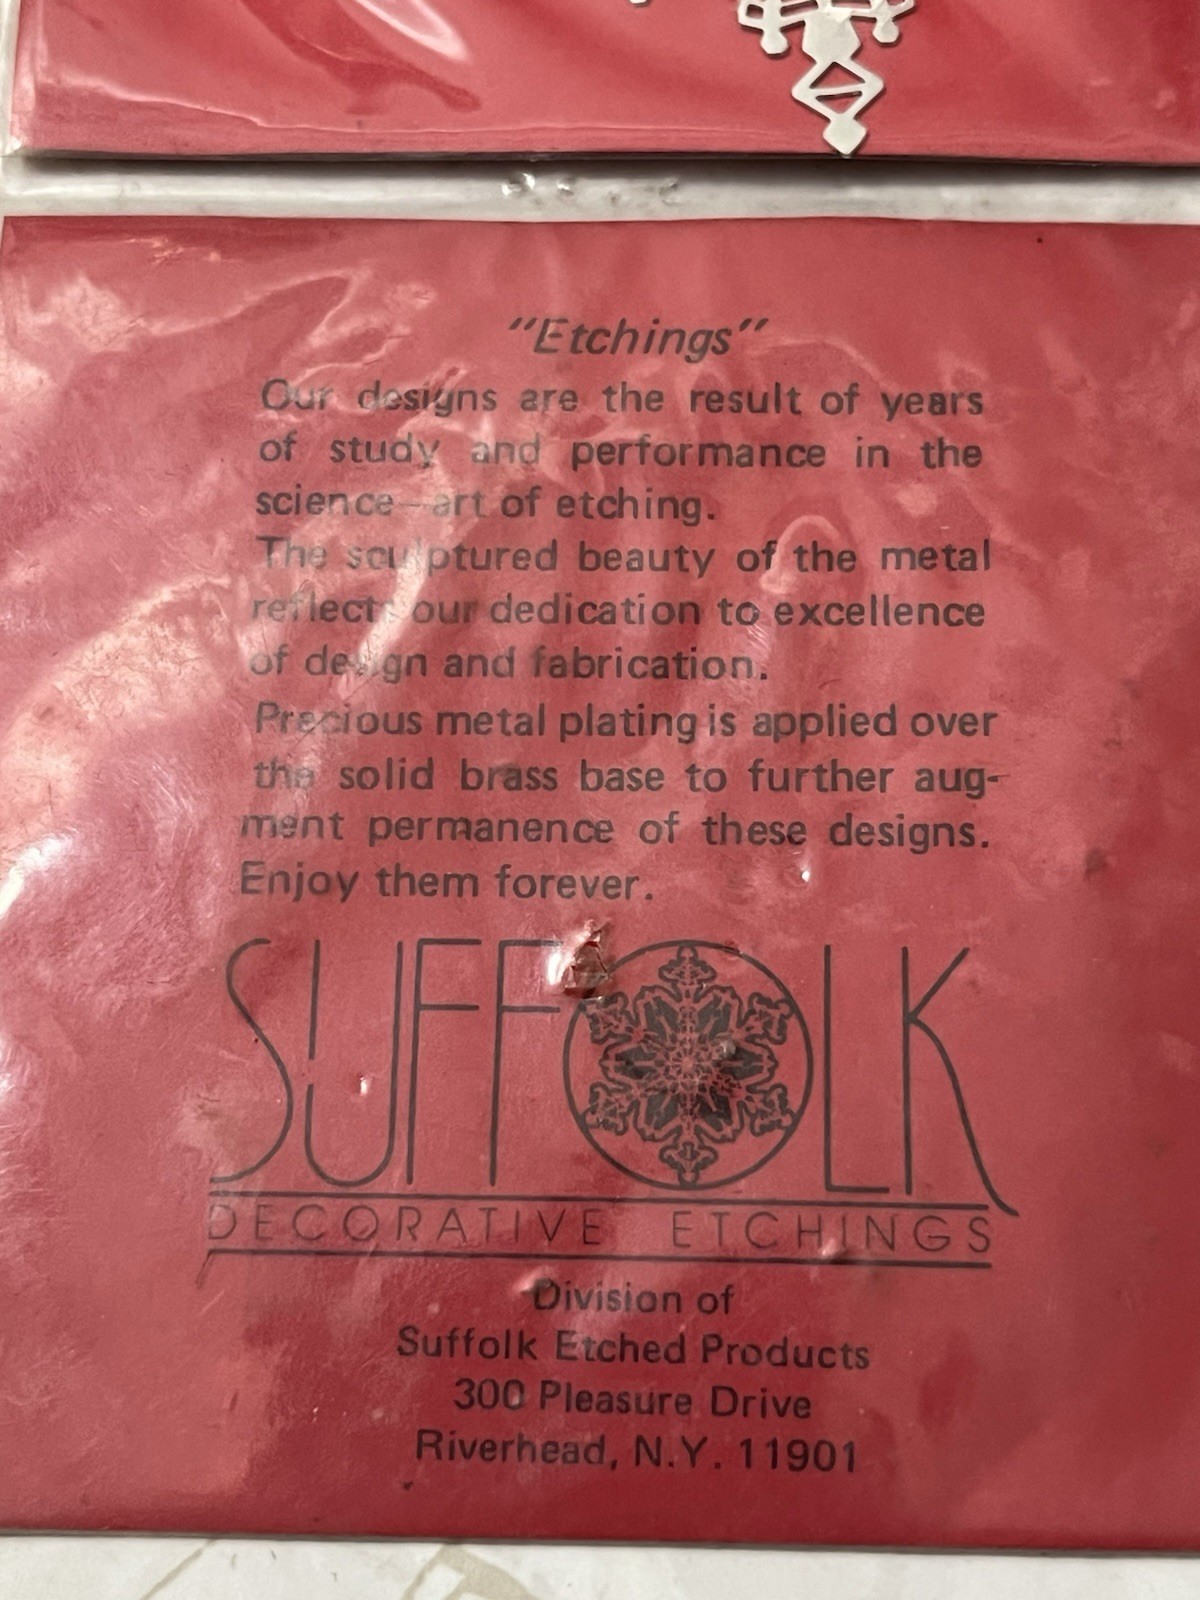 "Etchings"
Our designs are the result of years
of study and performance in the
science—art of etching.
The sculptured beauty of the metal
reflects our dedication to excellence
of design and fabrication.
Precious metal plating is applied over
the solid brass base to further aug-
ment permanence of these designs.
Enjoy them forever.
SUFFOLK
DECORATIVE ETCHINGS
Division of
Suffolk Etched Products
300 Pleasure Drive
Riverhead, N.Y. 11901